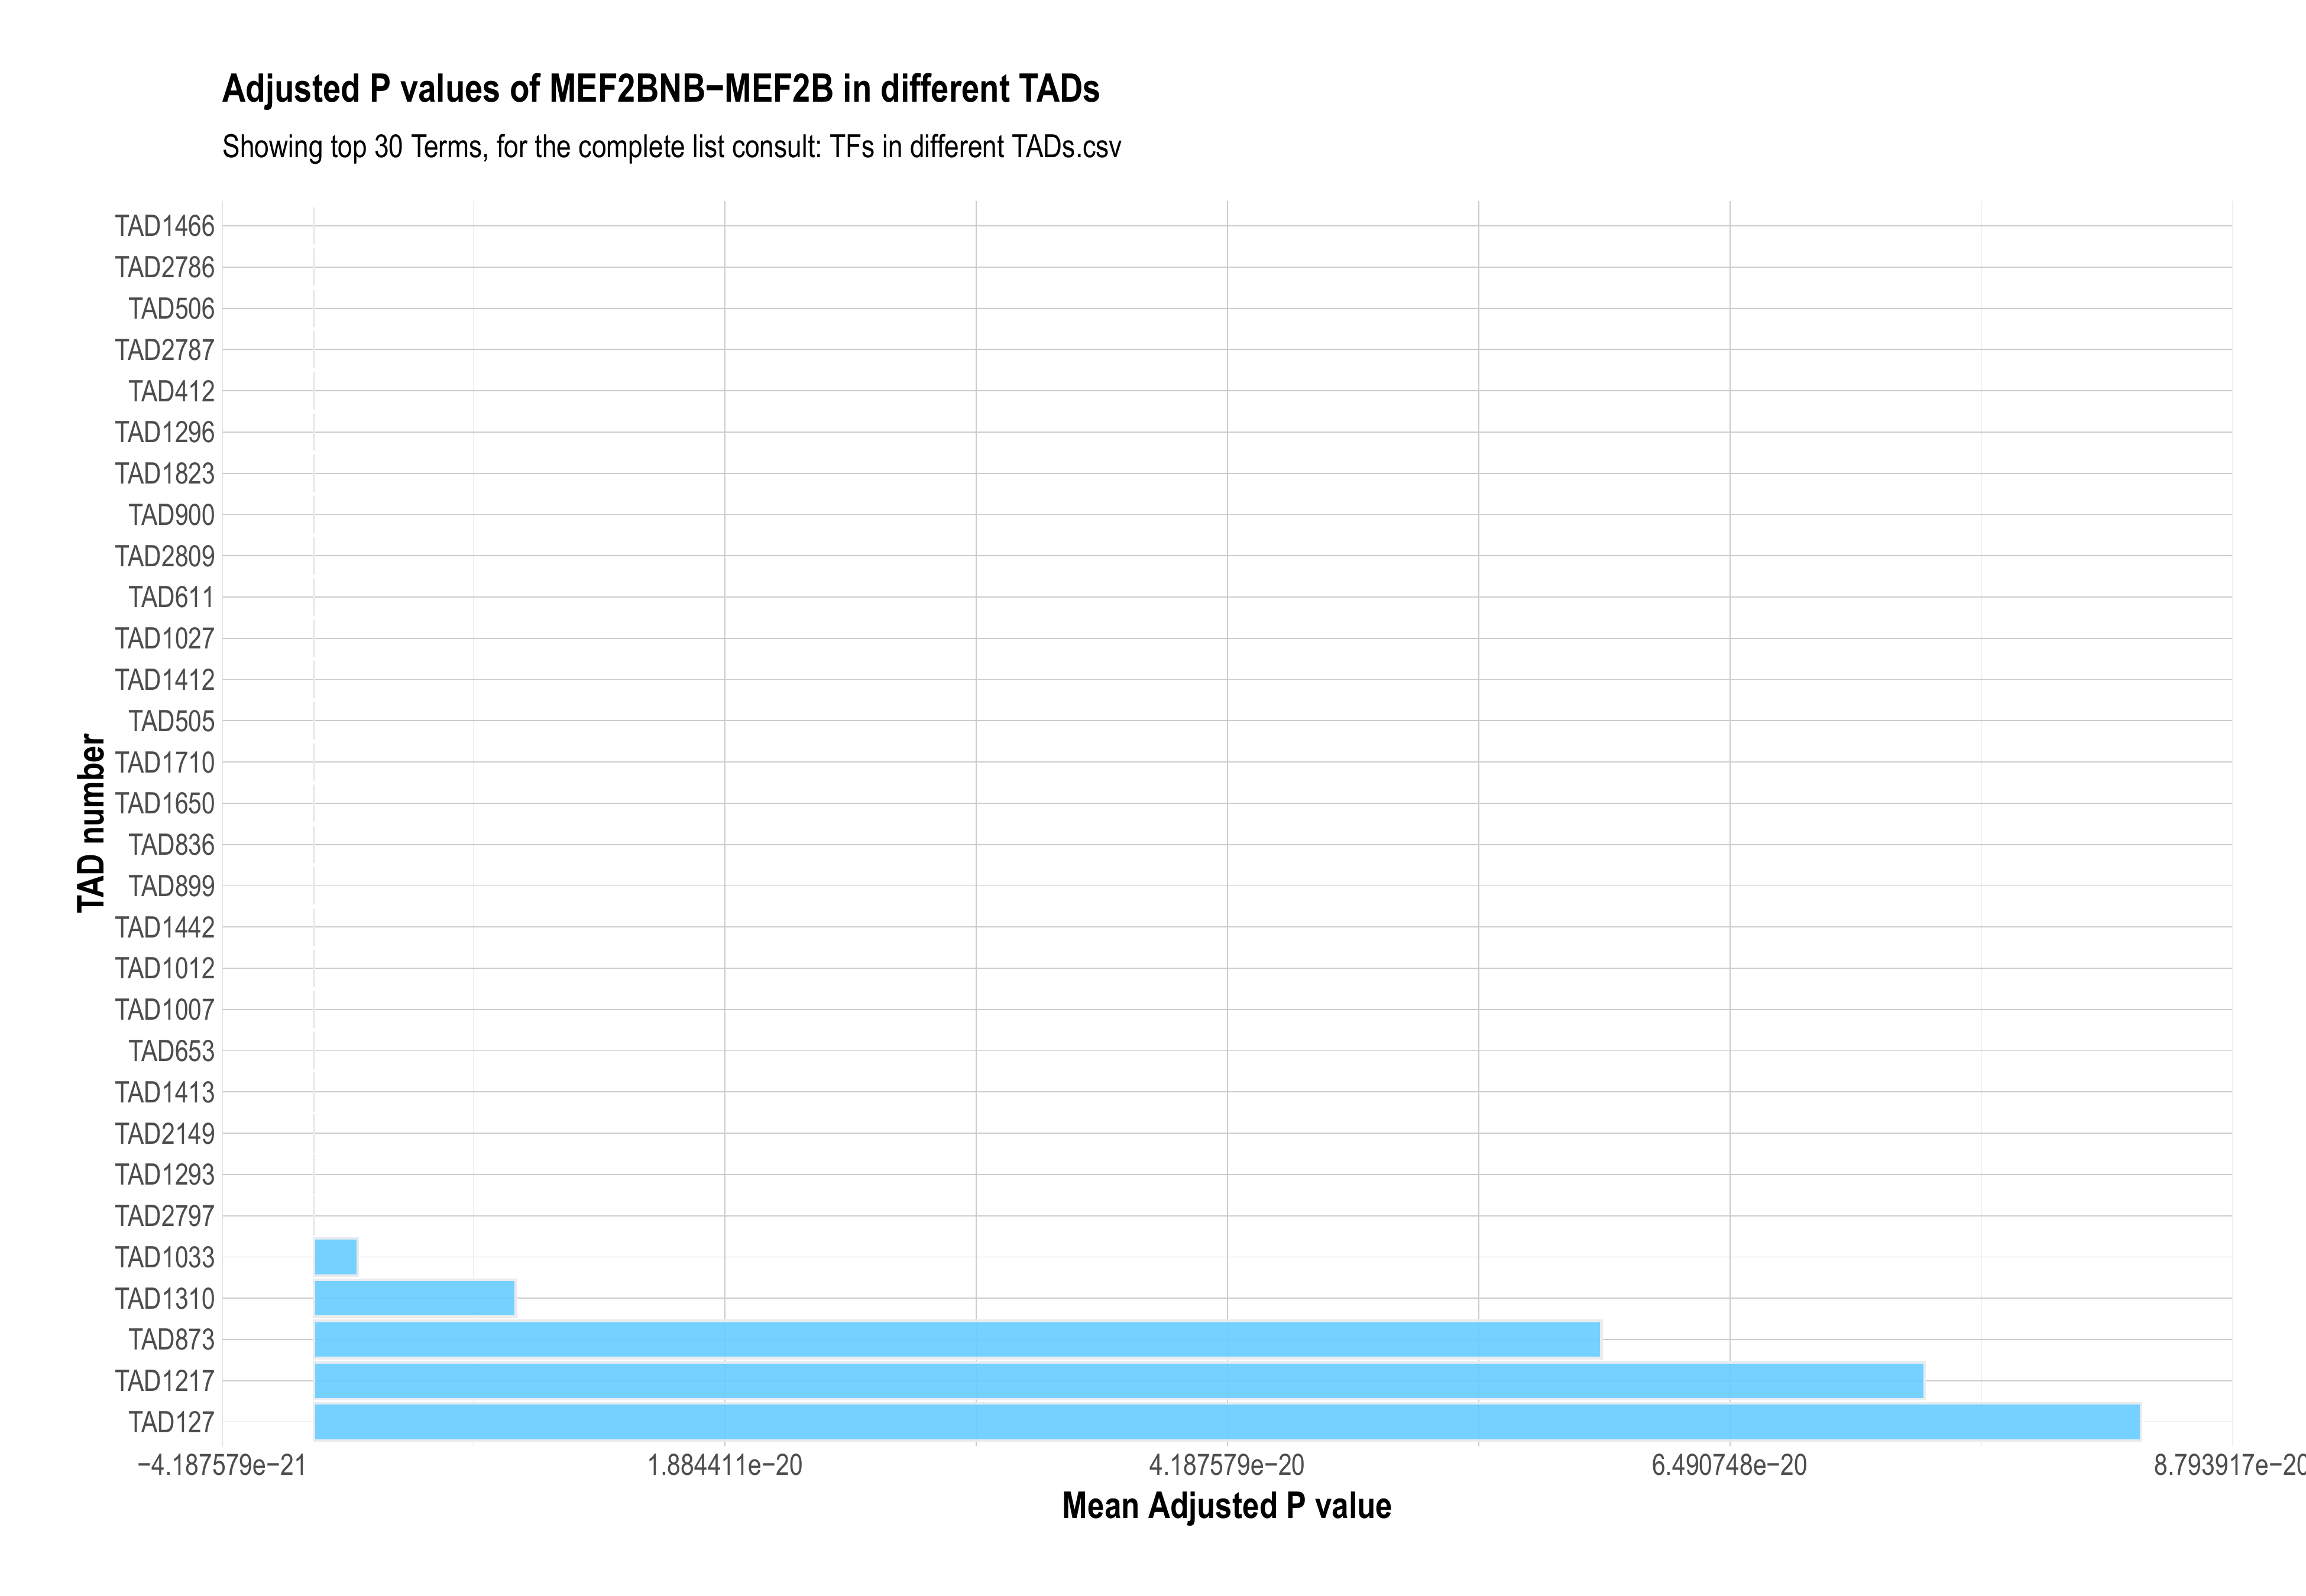 Adjusted P values of MEF2BNB−MEF2B in different TADs
Showing top 30 Terms, for the complete list consult: TFs in different TADs.csv
TAD1466
TAD2786
TAD506
TAD2787
TAD412
TAD1296
TAD1823
TAD900
TAD2809
TAD611
TAD1027
TAD1412
TAD505
TAD1710
TAD1650
TAD836
TAD899
TAD1442
TAD1012
TAD1007
TAD653
TAD1413
TAD2149
TAD1293
TAD2797
TAD1033
TAD1310
TAD873
TAD1217
TAD127
TAD number
−4.187579e−21 1.884411e−20 4.187579e−20 6.490748e−20 8.793917e−20
Mean Adjusted P value